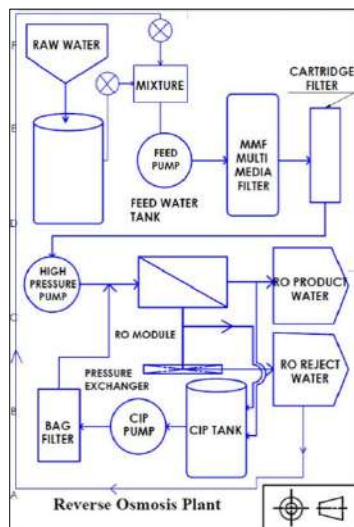 F
RAW WATER
MIXTURE
CARTRIDGE
FILTER
E
FEED
PUMP
MMF
MULTI
MEDIA
FILTER
FEED WATER
TANK
D
HIGH
PRESSURE
PUMP
RO PRODUCT
WATER
C
RO MODULE
PRESSURE
EXCHANGER
RO REJECT
WATER
B
BAG
FILTER
CIP
PUMP
CIP TANK
A
Reverse Osmosis Plant